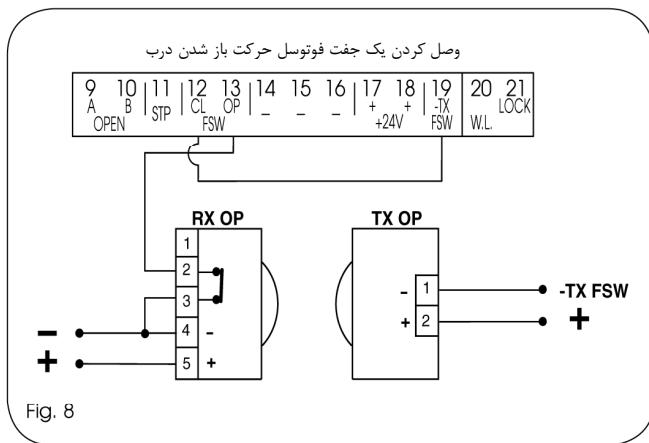 وصل کردن یک جفت فوتوسل حرکت باز شدن درب
9 10 11 12 13 14 15 16 17 18 19 20 21
A B STP CL OP _ _ _ + + -TX W.L. LOCK
OPEN FSW +24V FSW
RX OP TX OP
1
2
3
4 -
5 +
- 1
+ 2
-TX FSW
+
-
+
Fig. 8